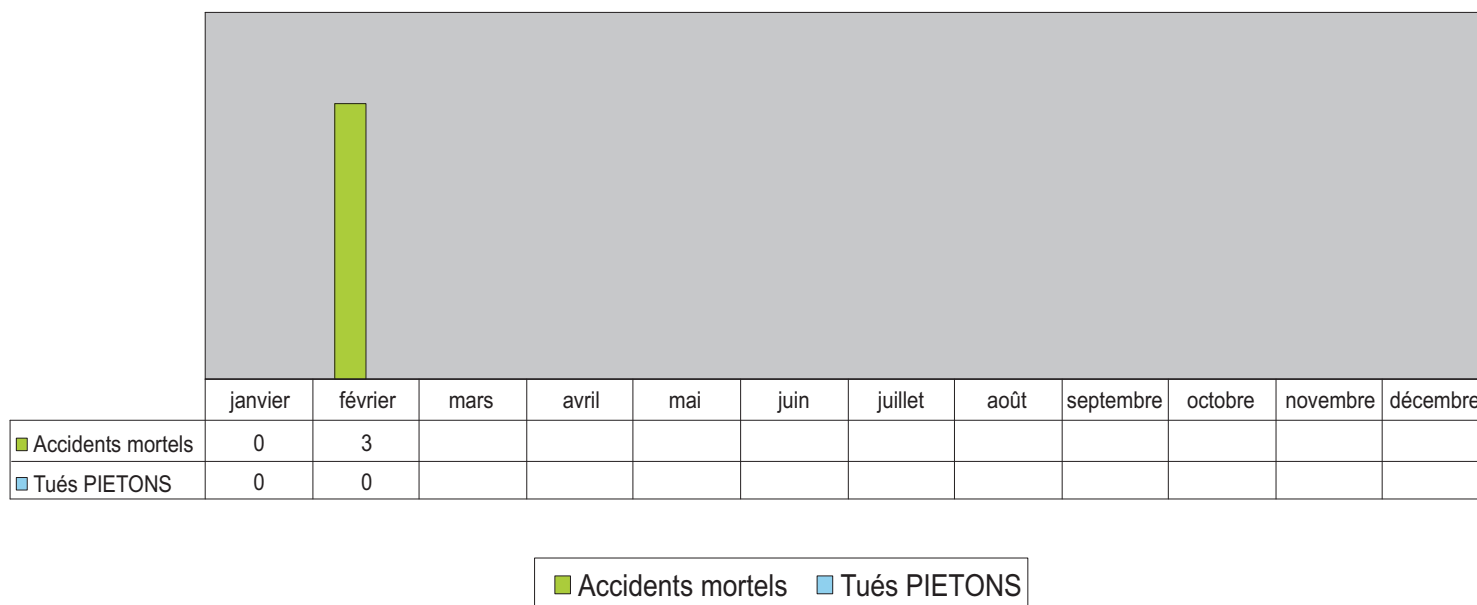 janvier février mars avril mai juin juillet août septembre octobre novembre décembre
Accidents mortels 0 3
Tués PIETONS 0 0
Accidents mortels Tués PIETONS